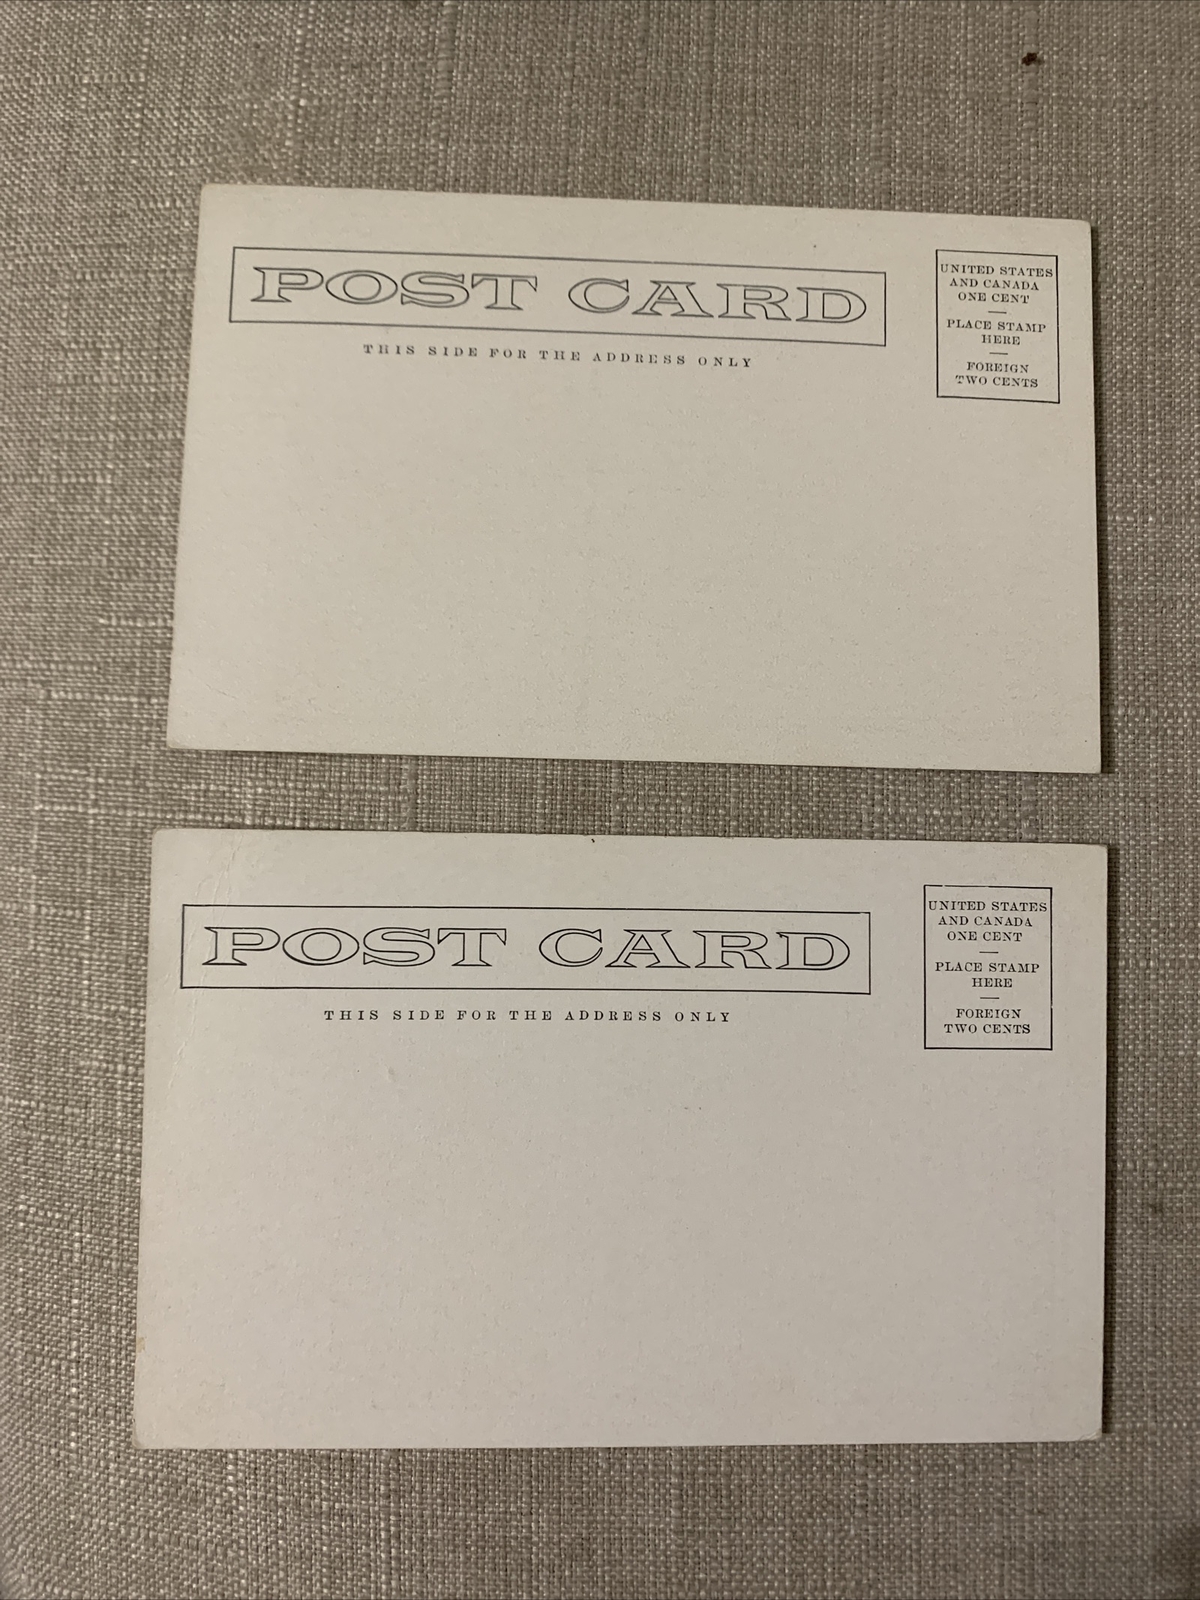 POST CARD
THIS SIDE FOR THE ADDRESS ONLY
UNITED STATES
AND CANADA
ONE CENT
PLACE STAMP
HERE
FOREIGN
TWO CENTS
POST CARD
THIS SIDE FOR THE ADDRESS ONLY
UNITED STATES
AND CANADA
ONE CENT
PLACE STAMP
HERE
FOREIGN
TWO CENTS